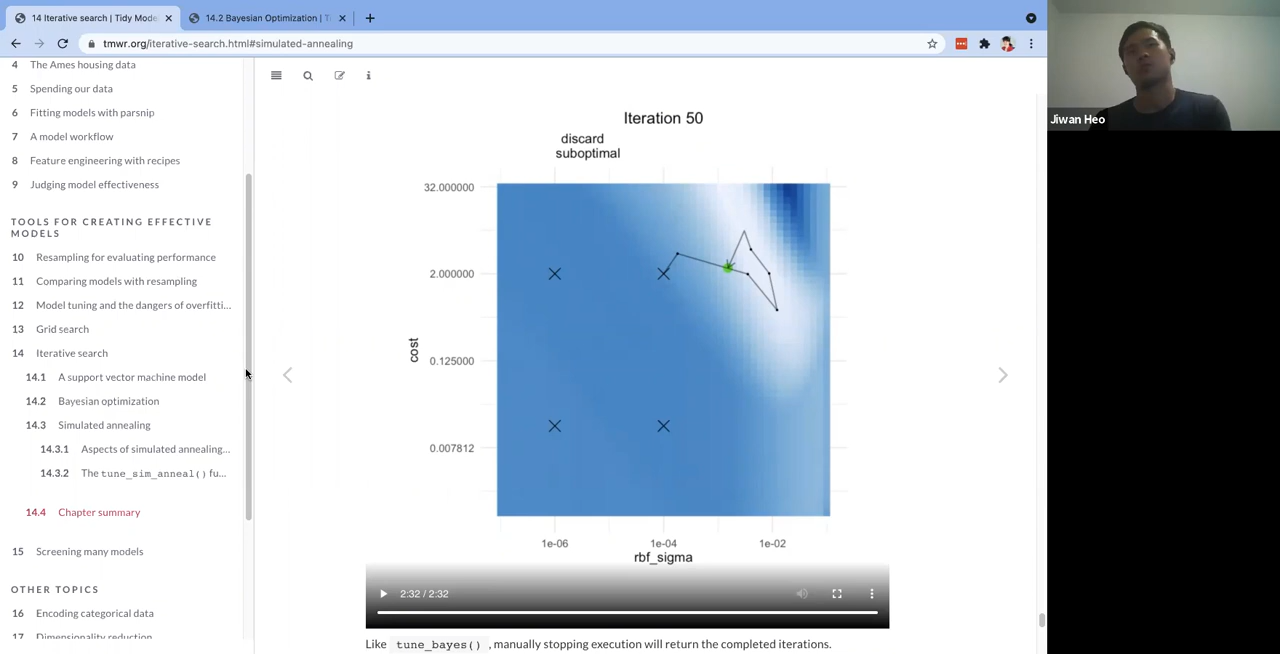 14 Iterative search | Tidy Mode
14.2 Bayesian Optimization | Ti
tmwr.org/iterative-search.html#simulated-annealing
4 The Ames housing data
5 Spending our data
6 Fitting models with parsnip
7 A model workflow
8 Feature engineering with recipes
9 Judging model effectiveness
TOOLS FOR CREATING EFFECTIVE
MODELS
10 Resampling for evaluating performance
11 Comparing models with resampling
12 Model tuning and the dangers of overfitti...
13 Grid search
14 Iterative search
14.1 A support vector machine model
14.2 Bayesian optimization
14.3 Simulated annealing
14.3.1 Aspects of simulated annealing...
14.3.2 The tune_sim_anneal() fu...
14.4 Chapter summary
15 Screening many models
OTHER TOPICS
16 Encoding categorical data
17 Dimensionality reduction
Iteration 50
discard
suboptimal
32.000000
2.000000
0.125000
0.007812
cost
1e-06 1e-04 1e-02
rbf_sigma
2:32 / 2:32
Like tune_bayes() , manually stopping execution will return the completed iterations.
Jiwan Heo